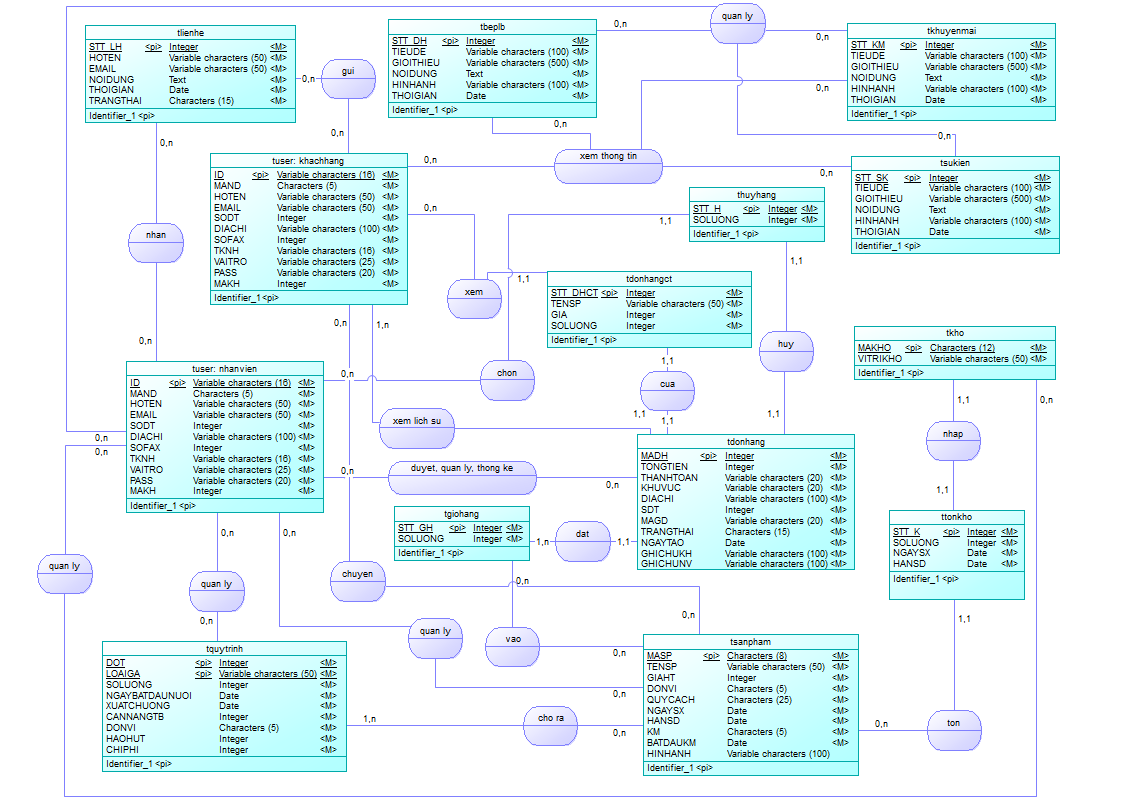 quan ly
0,n
0,n
0,n
tlienhe
STT_LH <pi> Integer <M>
HOTEN Variable characters (50) <M>
EMAIL Variable characters (50) <M>
NOIDUNG Text <M>
THOIGIAN Date <M>
TRANGTHAI Characters (15) <M>
Identifier_1 <pi>
0,n
gui
0,n
0,n
tbeplb
STT_DH <pi> Integer <M>
TIEUDE Variable characters (100) <M>
GIOITHIEU Variable characters (500) <M>
NOIDUNG Text <M>
HINHANH Variable characters (100) <M>
THOIGIAN Date <M>
Identifier_1 <pi>
0,n
tkhuyenmai
STT_KM <pi> Integer <M>
TIEUDE Variable characters (100) <M>
GIOITHIEU Variable characters (500) <M>
NOIDUNG Text <M>
HINHANH Variable characters (100) <M>
THOIGIAN Date <M>
Identifier_1 <pi>
0,n
tuser: khachhang
ID <pi> Variable characters (16) <M>
MAND Characters (5) <M>
HOTEN Variable characters (50) <M>
EMAIL Variable characters (50) <M>
SODT Integer <M>
DIACHI Variable characters (100) <M>
SOFAX Integer <M>
TKNH Variable characters (16) <M>
VAITRO Variable characters (25) <M>
PASS Variable characters (20) <M>
MAKH Integer <M>
Identifier_1 <pi>
0,n
xem thong tin
0,n
tsukien
STT_SK <pi> Integer <M>
TIEUDE Variable characters (100) <M>
GIOITHIEU Variable characters (500) <M>
NOIDUNG Text <M>
HINHANH Variable characters (100) <M>
THOIGIAN Date <M>
Identifier_1 <pi>
thuyhang
STT_H <pi> Integer <M>
SOLUONG Integer <M>
Identifier_1 <pi>
1,1
1,1
nhan
0,n
0,n
xem
1,1
tdonhangct
STT_DHCT <pi> Integer <M>
TENSP Variable characters (50) <M>
GIA Integer <M>
SOLUONG Integer <M>
Identifier_1 <pi>
0,n
1,n
huy
1,1
tkho
MAKHO <pi> Characters (12) <M>
VITRIKHO Variable characters (50) <M>
Identifier_1 <pi>
1,1
0,n
tuser: nhanvien
ID <pi> Variable characters (16) <M>
MAND Characters (5) <M>
HOTEN Variable characters (50) <M>
EMAIL Variable characters (50) <M>
SODT Integer <M>
DIACHI Variable characters (100) <M>
SOFAX Integer <M>
TKNH Variable characters (16) <M>
VAITRO Variable characters (25) <M>
PASS Variable characters (20) <M>
MAKH Integer <M>
Identifier_1 <pi>
0,n
0,n
0,n
chon
1,1
cua
1,1
1,1
xem lich su
nhap
1,1
0,n
duyet, quan ly, thong ke
0,n
tdonhang
MADH <pi> Integer <M>
TONGTIEN Integer <M>
THANHTOAN Variable characters (20) <M>
KHUVUC Variable characters (20) <M>
DIACHI Variable characters (100) <M>
SDT Integer <M>
MAGD Variable characters (20) <M>
TRANGTHAI Characters (15) <M>
NGAYTAO Date <M>
GHICHUKH Variable characters (100) <M>
GHICHUNV Variable characters (100) <M>
tgiohang
STT_GH <pi> Integer <M>
SOLUONG Integer <M>
Identifier_1 <pi>
1,n
dat
1,1
ttonkho
STT_K <pi> Integer <M>
SOLUONG Integer <M>
NGAYSX Date <M>
HANSD Date <M>
Identifier_1 <pi>
1,1
0,n
0,n
quan ly
quan ly
0,n
chuyen
0,n
0,n
quan ly
vao
0,n
0,n
tquytrinh
DOT <pi> Integer <M>
LOAIGA <pi> Variable characters (50) <M>
SOLUONG Integer <M>
NGAYBATDAUNUOI Date <M>
XUATCHUONG Date <M>
CANNANGTB Integer <M>
DONVI Characters (5) <M>
HAOHUT Integer <M>
CHIPHI Integer <M>
Identifier_1 <pi>
1,n
cho ra
0,n
tsanpham
MASP <pi> Characters (8) <M>
TENSP Variable characters (50) <M>
GIAHT Integer <M>
DONVI Characters (5) <M>
QUYCACH Characters (25) <M>
NGAYSX Date <M>
HANSD Date <M>
KM Characters (5) <M>
BATDAUKM Date <M>
HINHANH Variable characters (100)
Identifier_1 <pi>
0,n
ton